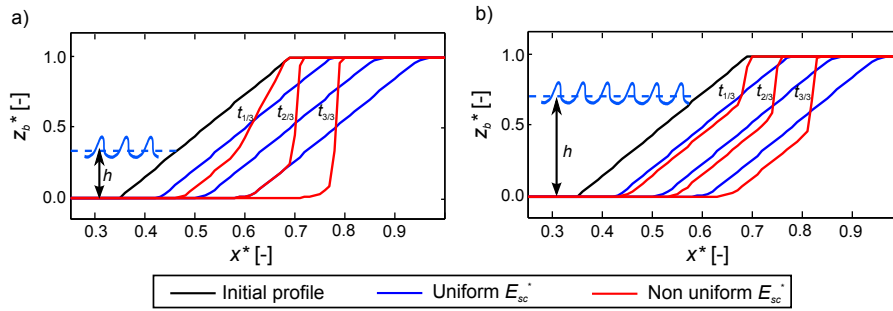 a)
z_b* [-]
1.0
0.5
0.0
h
t_1/3
t_2/3
t_3/3
0.3 0.4 0.5 0.6 0.7 0.8 0.9
x* [-]
b)
z_b* [-]
1.0
0.5
0.0
h
t_1/3
t_2/3
t_3/3
0.3 0.4 0.5 0.6 0.7 0.8 0.9
x* [-]
Initial profile Uniform E_sc* Non uniform E_sc*